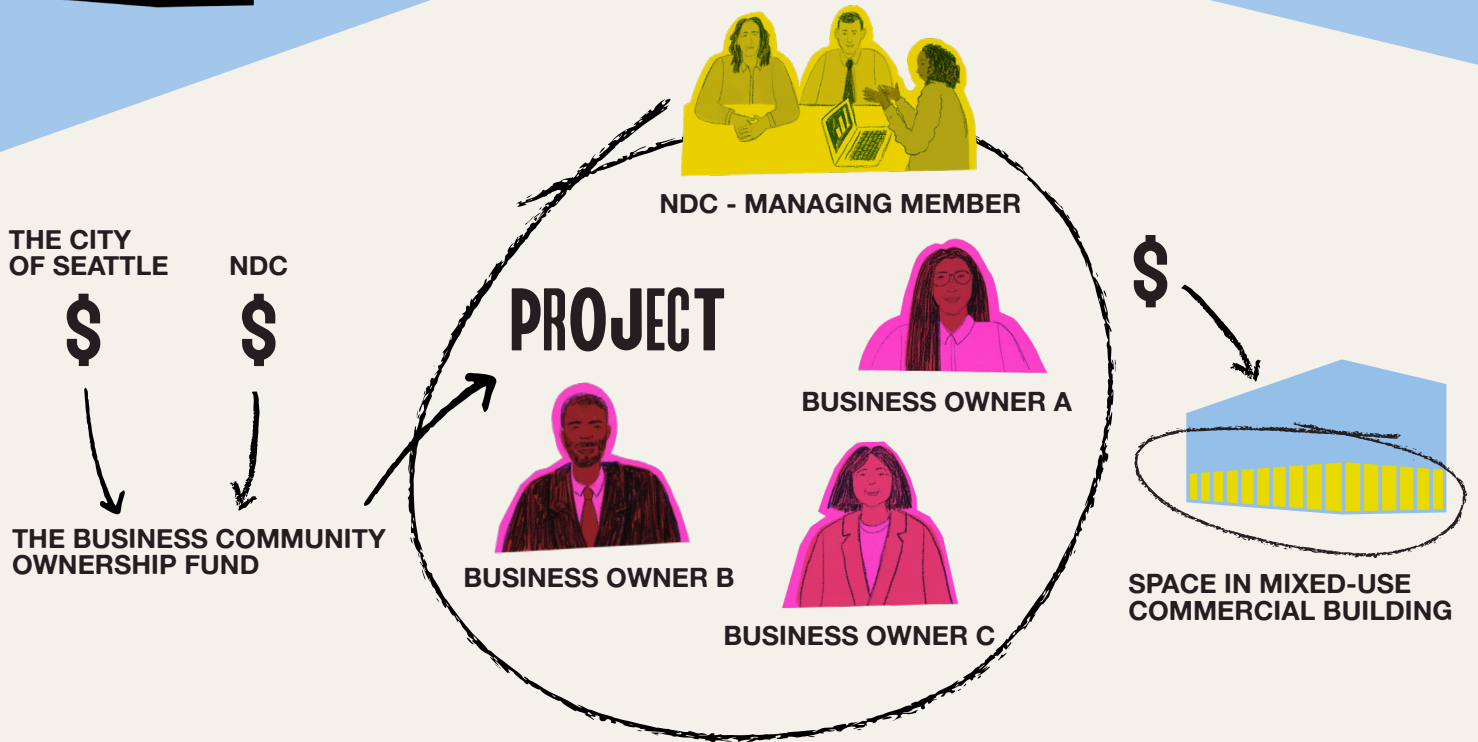 THE CITY
OF SEATTLE
$
NDC
$
THE BUSINESS COMMUNITY
OWNERSHIP FUND
NDC - MANAGING MEMBER
PROJECT
BUSINESS OWNER A
BUSINESS OWNER B
BUSINESS OWNER C
$
SPACE IN MIXED-USE
COMMERCIAL BUILDING